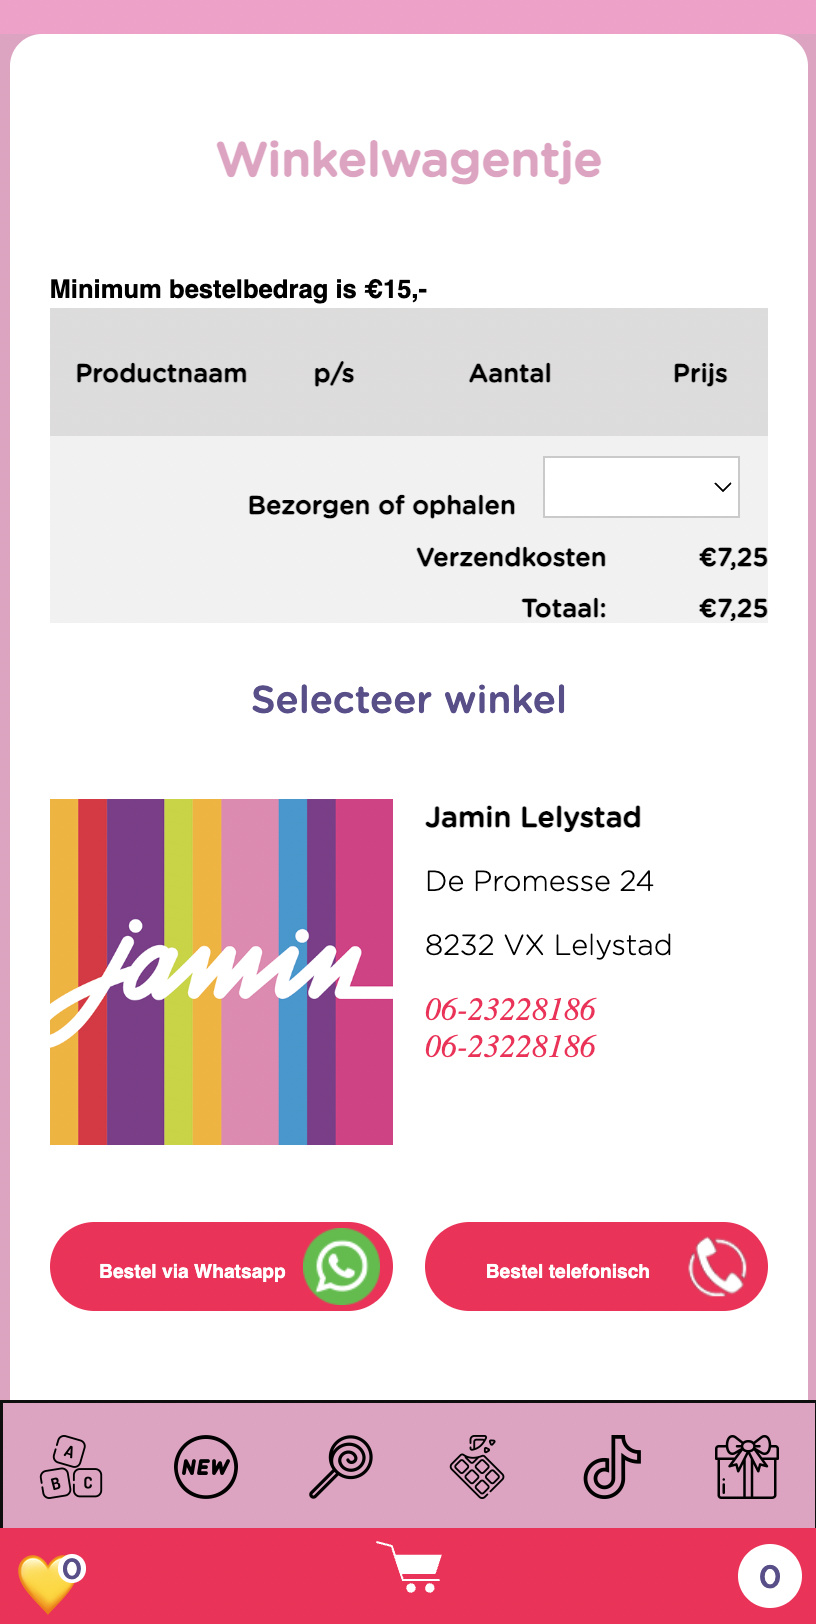 Winkelwagentje
Minimum bestelbedrag is €15,-
Productnaam p/s Aantal Prijs
Bezorgen of ophalen
Verzendkosten €7,25
Totaal: €7,25
Selecteer winkel
jamin
Jamin Lelystad
De Promesse 24
8232 VX Lelystad
06-23228186
06-23228186
Bestel via Whatsapp
Bestel telefonisch
A
B C
NEW
i
0
0